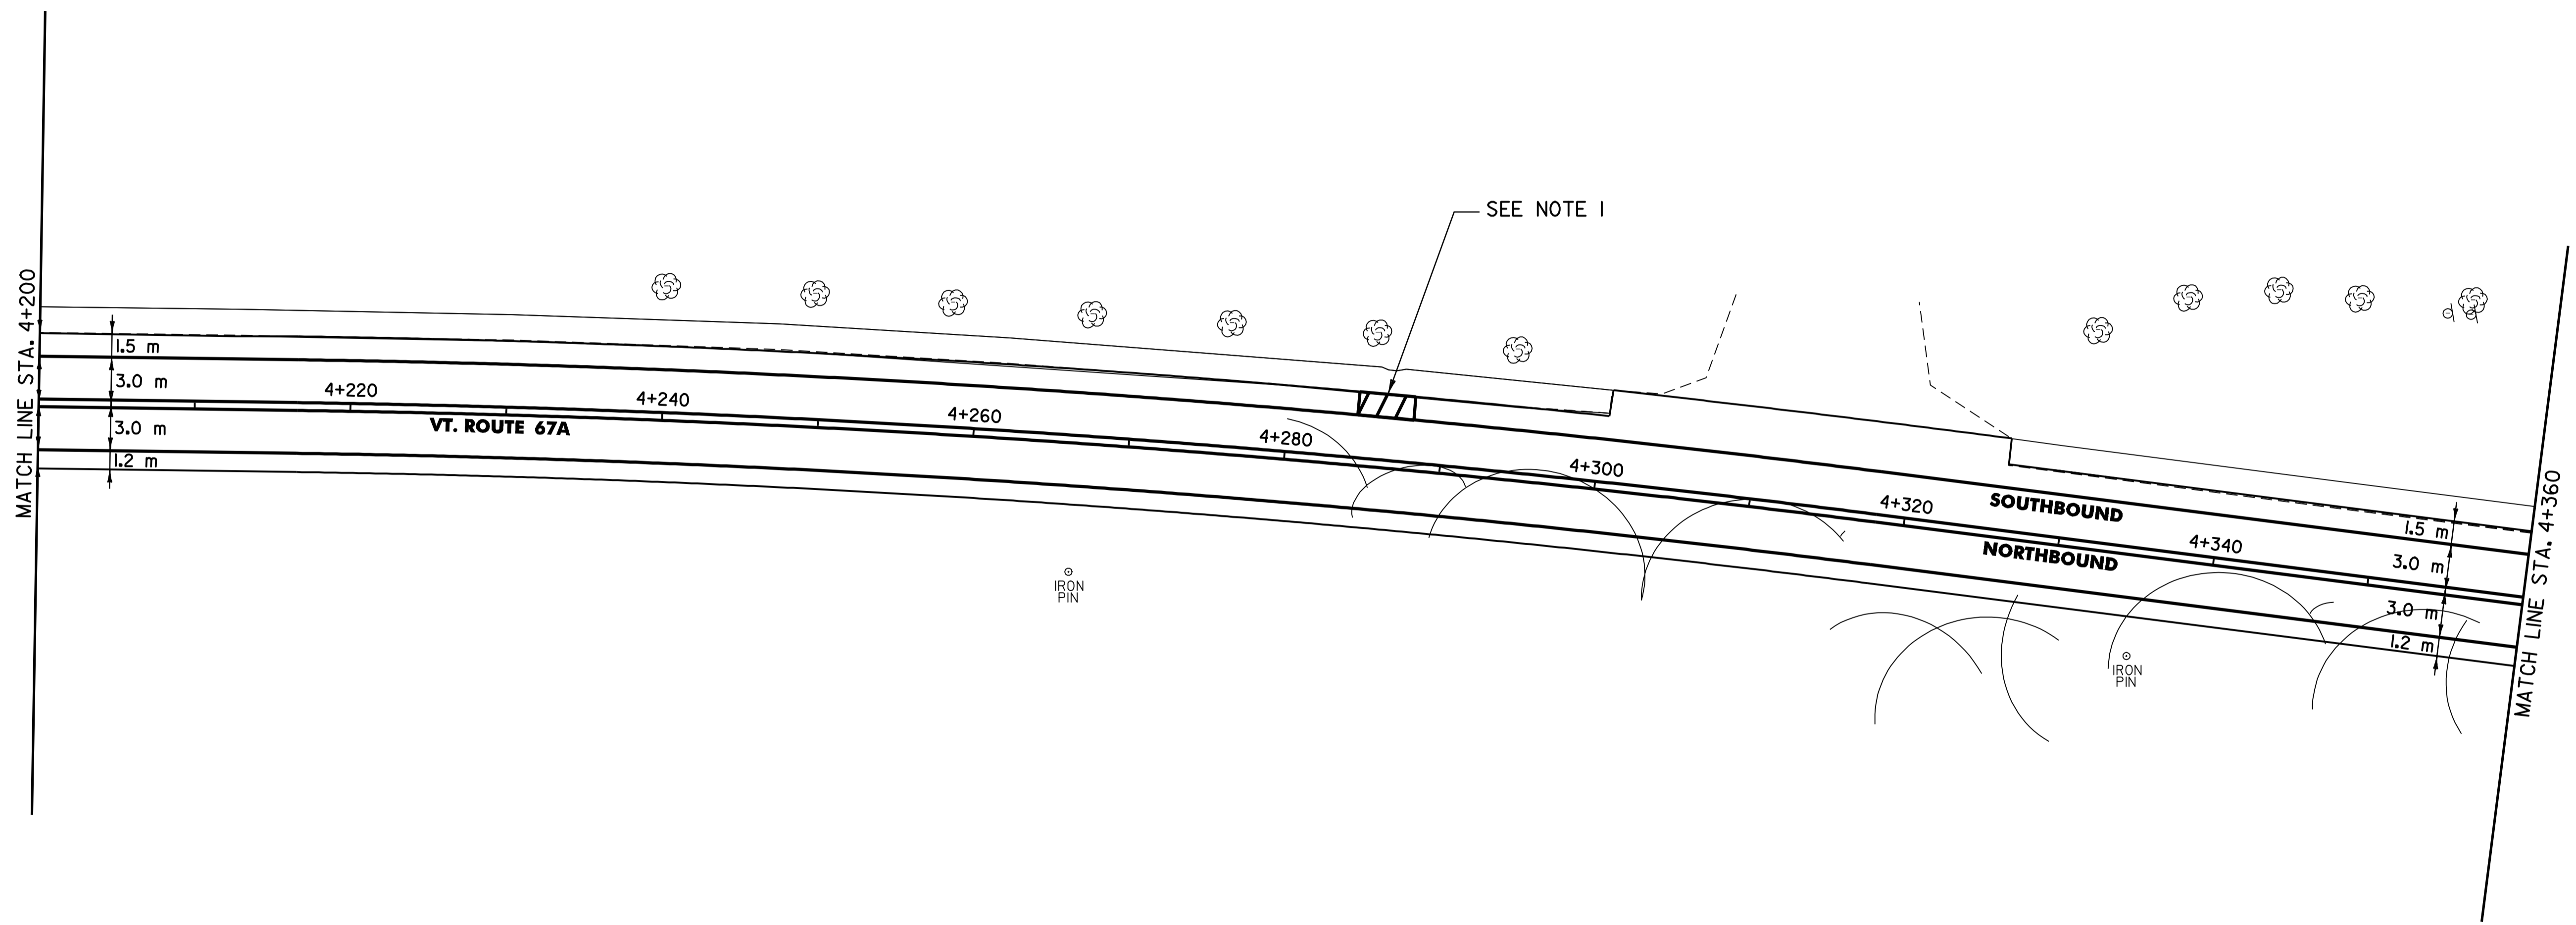 SEE NOTE 1
MATCH LINE STA. 4+200
1.5 m
3.0 m
4+220
4+240
4+260
4+280
4+300
4+320
4+340
VT. ROUTE 67A
3.0 m
1.2 m
SOUTHBOUND
NORTHBOUND
1.5 m
3.0 m
3.0 m
1.2 m
IRON
PIN
IRON
PIN
MATCH LINE STA. 4+360